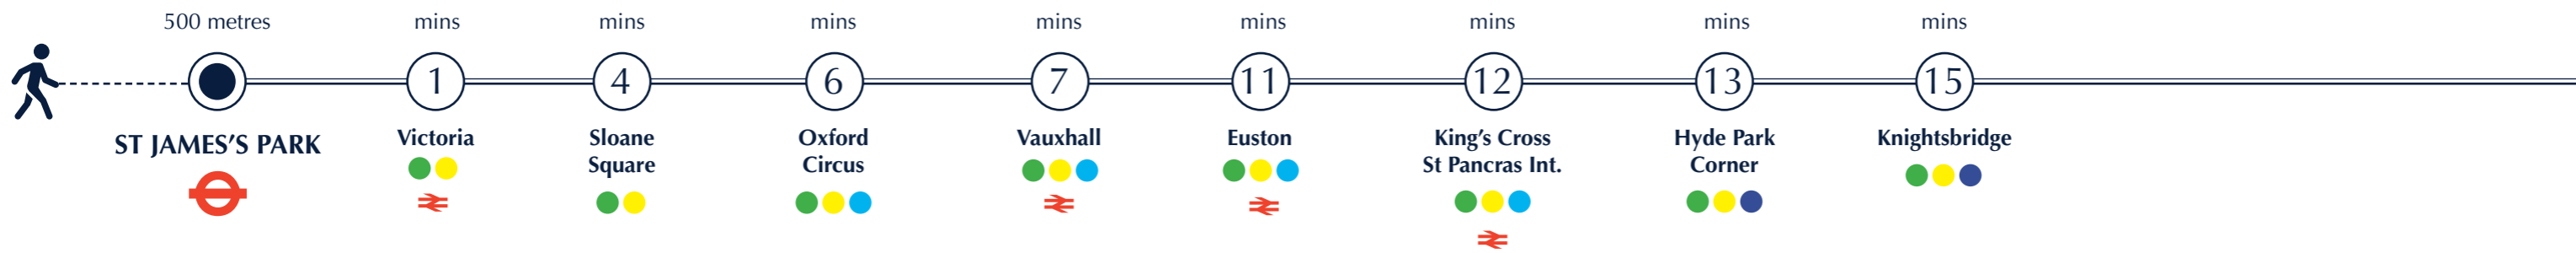 500 metres
mins
mins
mins
mins
mins
mins
mins
mins
1
4
6
7
11
12
13
15
ST JAMES'S PARK
Victoria
Sloane
Square
Oxford
Circus
Vauxhall
Euston
King's Cross
St Pancras Int.
Hyde Park
Corner
Knightsbridge